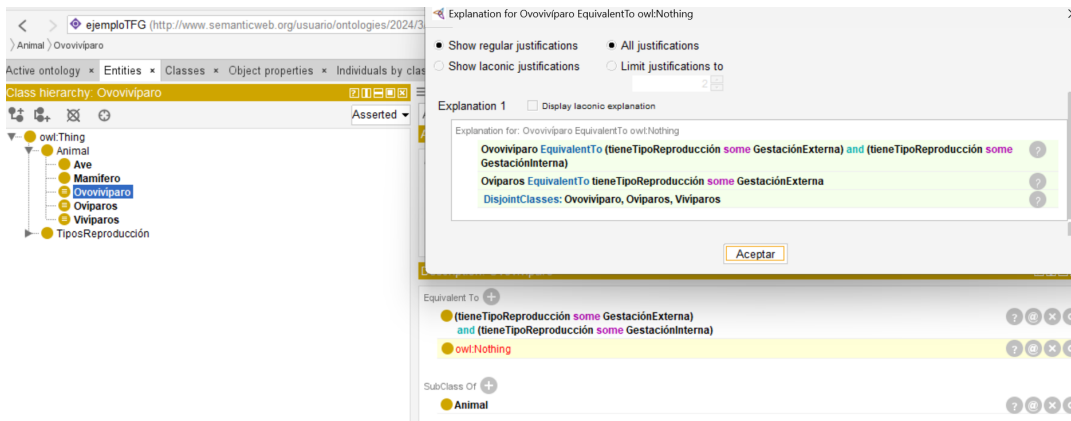 ejemploTFG (http://www.semanticweb.org/usuario/ontologies/2024/3
Animal
Ovovivíparo
Active ontology × Entities × Classes × Object properties × Individuals by clas
Class hierarchy: Ovovivíparo
Asserted
owl:Thing
Animal
Ave
Mamífero
Ovovivíparo
Ovíparos
Vivíparos
TiposReproducción
Explanation for Ovovivíparo EquivalentTo owl:Nothing
Show regular justifications
All justifications
Show laconic justifications
Limit justifications to
2
Explanation 1
Display laconic explanation
Explanation for: Ovovivíparo EquivalentTo owl:Nothing
Ovovivíparo EquivalentTo (tieneTipoReproducción some GestaciónExterna) and (tieneTipoReproducción some
GestaciónInterna)
Ovíparos EquivalentTo tieneTipoReproducción some GestaciónExterna
DisjointClasses: Ovovivíparo, Ovíparos, Vivíparos
Aceptar
Equivalent To
(tieneTipoReproducción some GestaciónExterna)
and (tieneTipoReproducción some GestaciónInterna)
owl:Nothing
SubClass Of
Animal